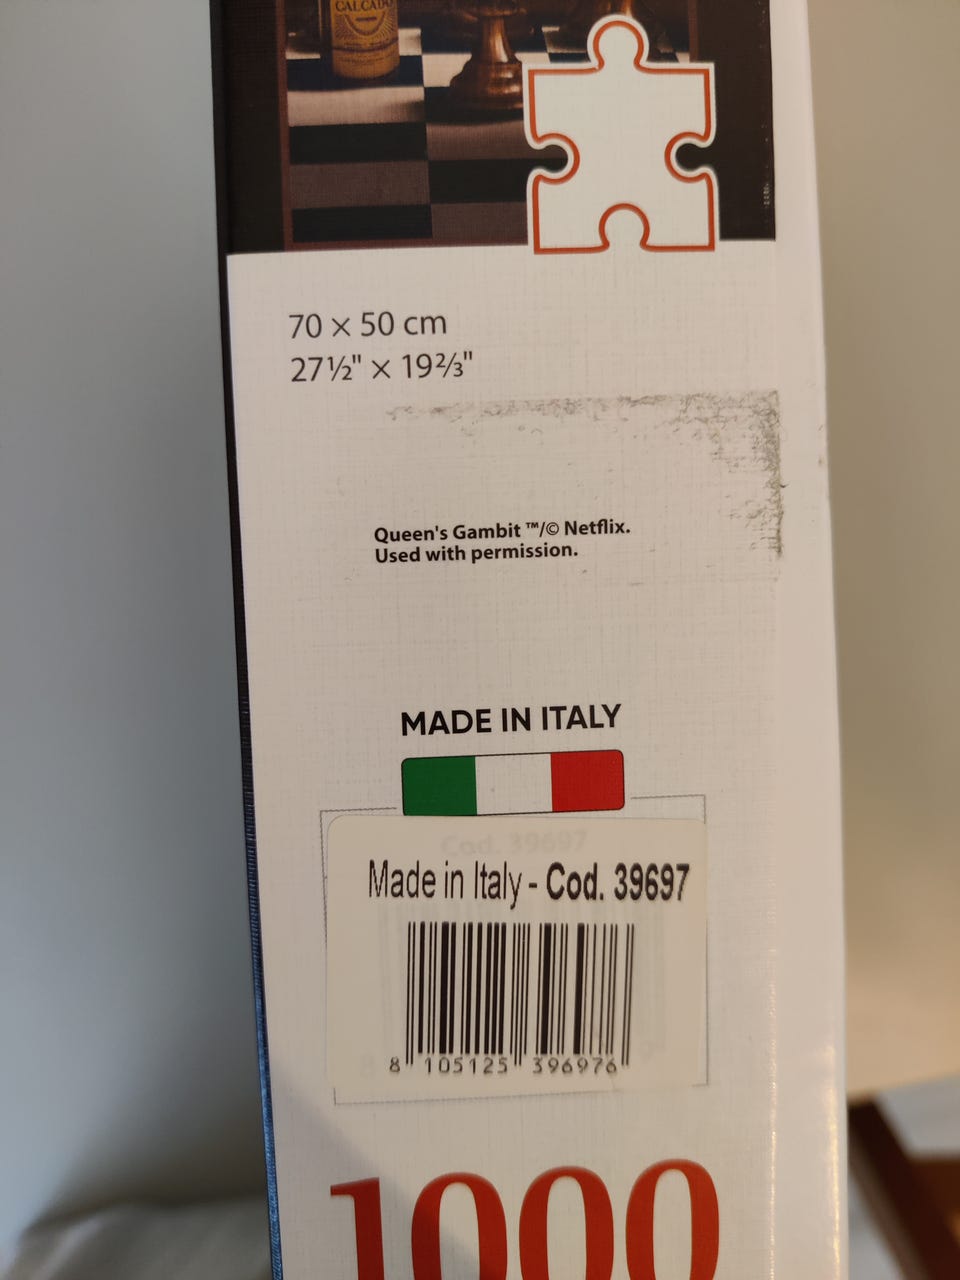 70 × 50 cm
27½" × 19⅔"
Queen's Gambit ™/© Netflix.
Used with permission.
MADE IN ITALY
Cod. 39697
Made in Italy - Cod. 39697
8 105125 396976
1000